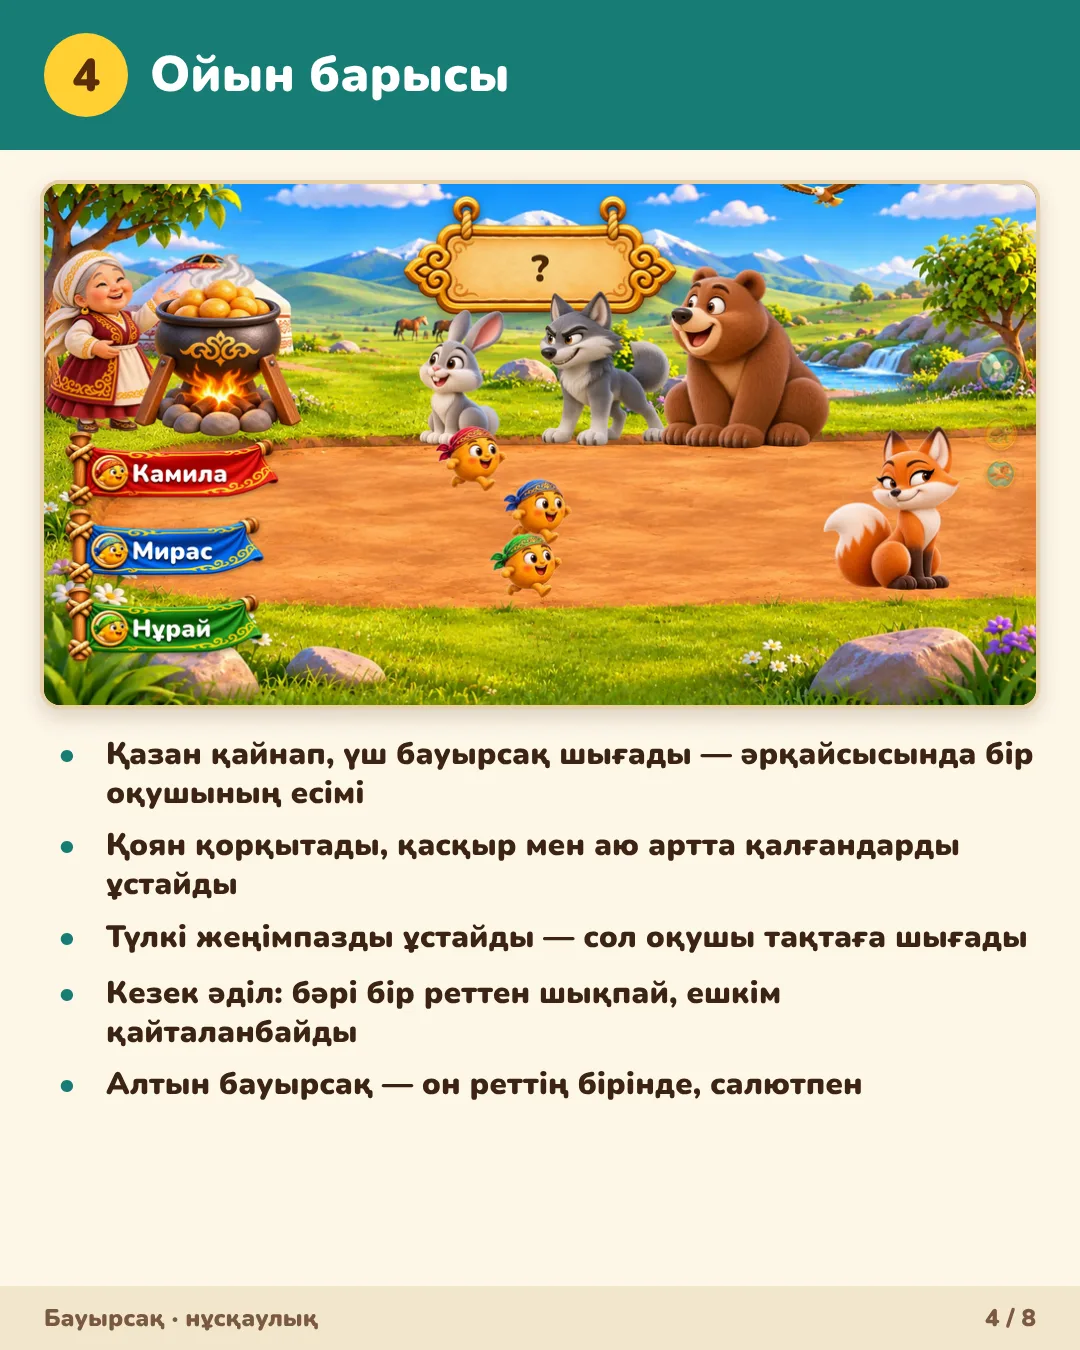 4 Ойын барысы
?
Камила
Мирас
Нұрай
• Қазан қайнап, үш бауырсақ шығады — әрқайсысында бір
оқушының есімі
• Қоян қорқытады, қасқыр мен аю артта қалғандарды
ұстайды
• Түлкі жеңімпазды ұстайды — сол оқушы тақтаға шығады
• Кезек әділ: бәрі бір реттен шықпай, ешкім
қайталанбайды
• Алтын бауырсақ — он реттің бірінде, салютпен
Бауырсақ · нұсқаулық
4 / 8